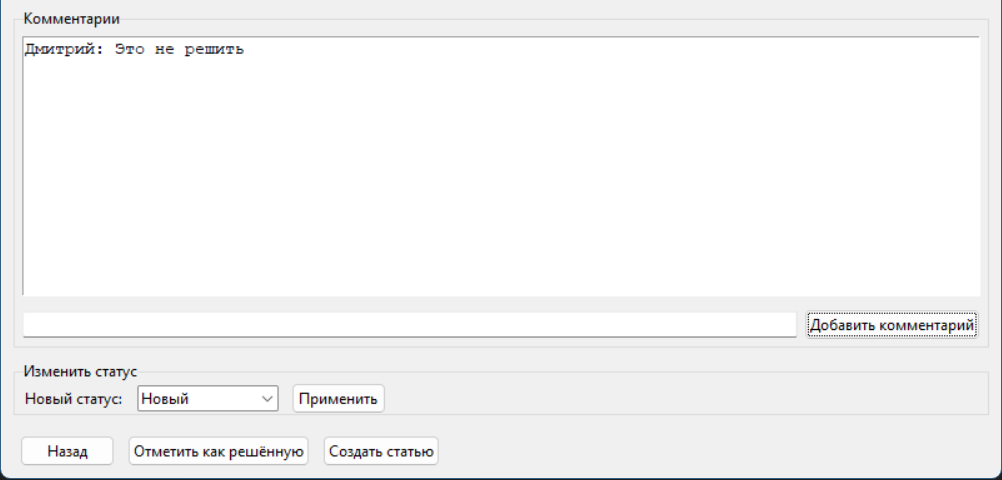 Комментарии
Дмитрий: Это не решить
Добавить комментарий
Изменить статус
Новый статус: Новый Применить
Назад Отметить как решённую Создать статью